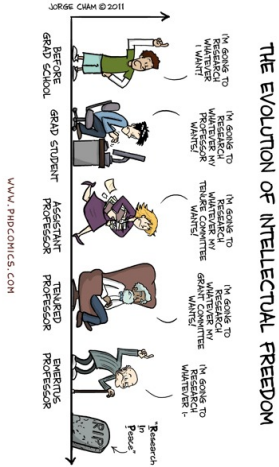 THE EVOLUTION OF INTELLECTUAL FREEDOM
I'M GOING TO
RESEARCH
WHATEVER
I WANT!
I'M GOING TO
RESEARCH
WHATEVER MY
PROFESSOR
WANTS!
I'M GOING TO
RESEARCH
WHATEVER MY
TENURE COMMITTEE
WANTS!
I'M GOING TO
RESEARCH
WHATEVER MY
GRANT COMMITTEE
WANTS!
I'M GOING TO
RESEARCH
WHATEVER I-
"Research
In
Peace"
RIP
BEFORE
GRAD SCHOOL
GRAD STUDENT
ASSISTANT
PROFESSOR
TENURED
PROFESSOR
EMERITUS
PROFESSOR
JORGE CHAM © 2011
WWW.PHDCOMICS.COM